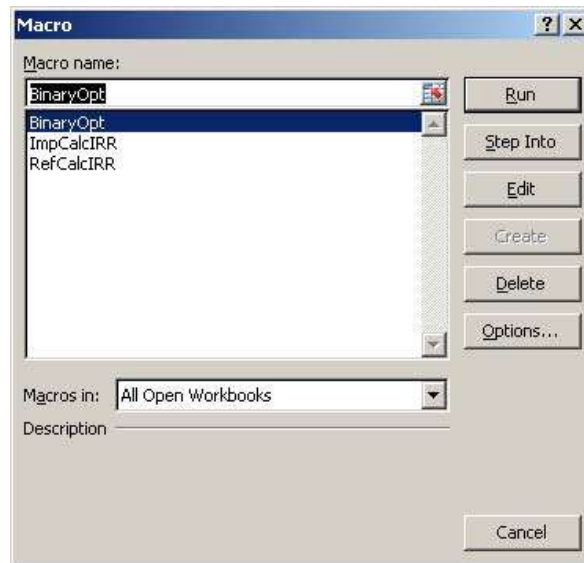 Macro
Macro name:
BinaryOpt
BinaryOpt
ImpCalcIRR
RefCalcIRR
Run
Step Into
Edit
Create
Delete
Options...
Macros in: All Open Workbooks
Description
Cancel